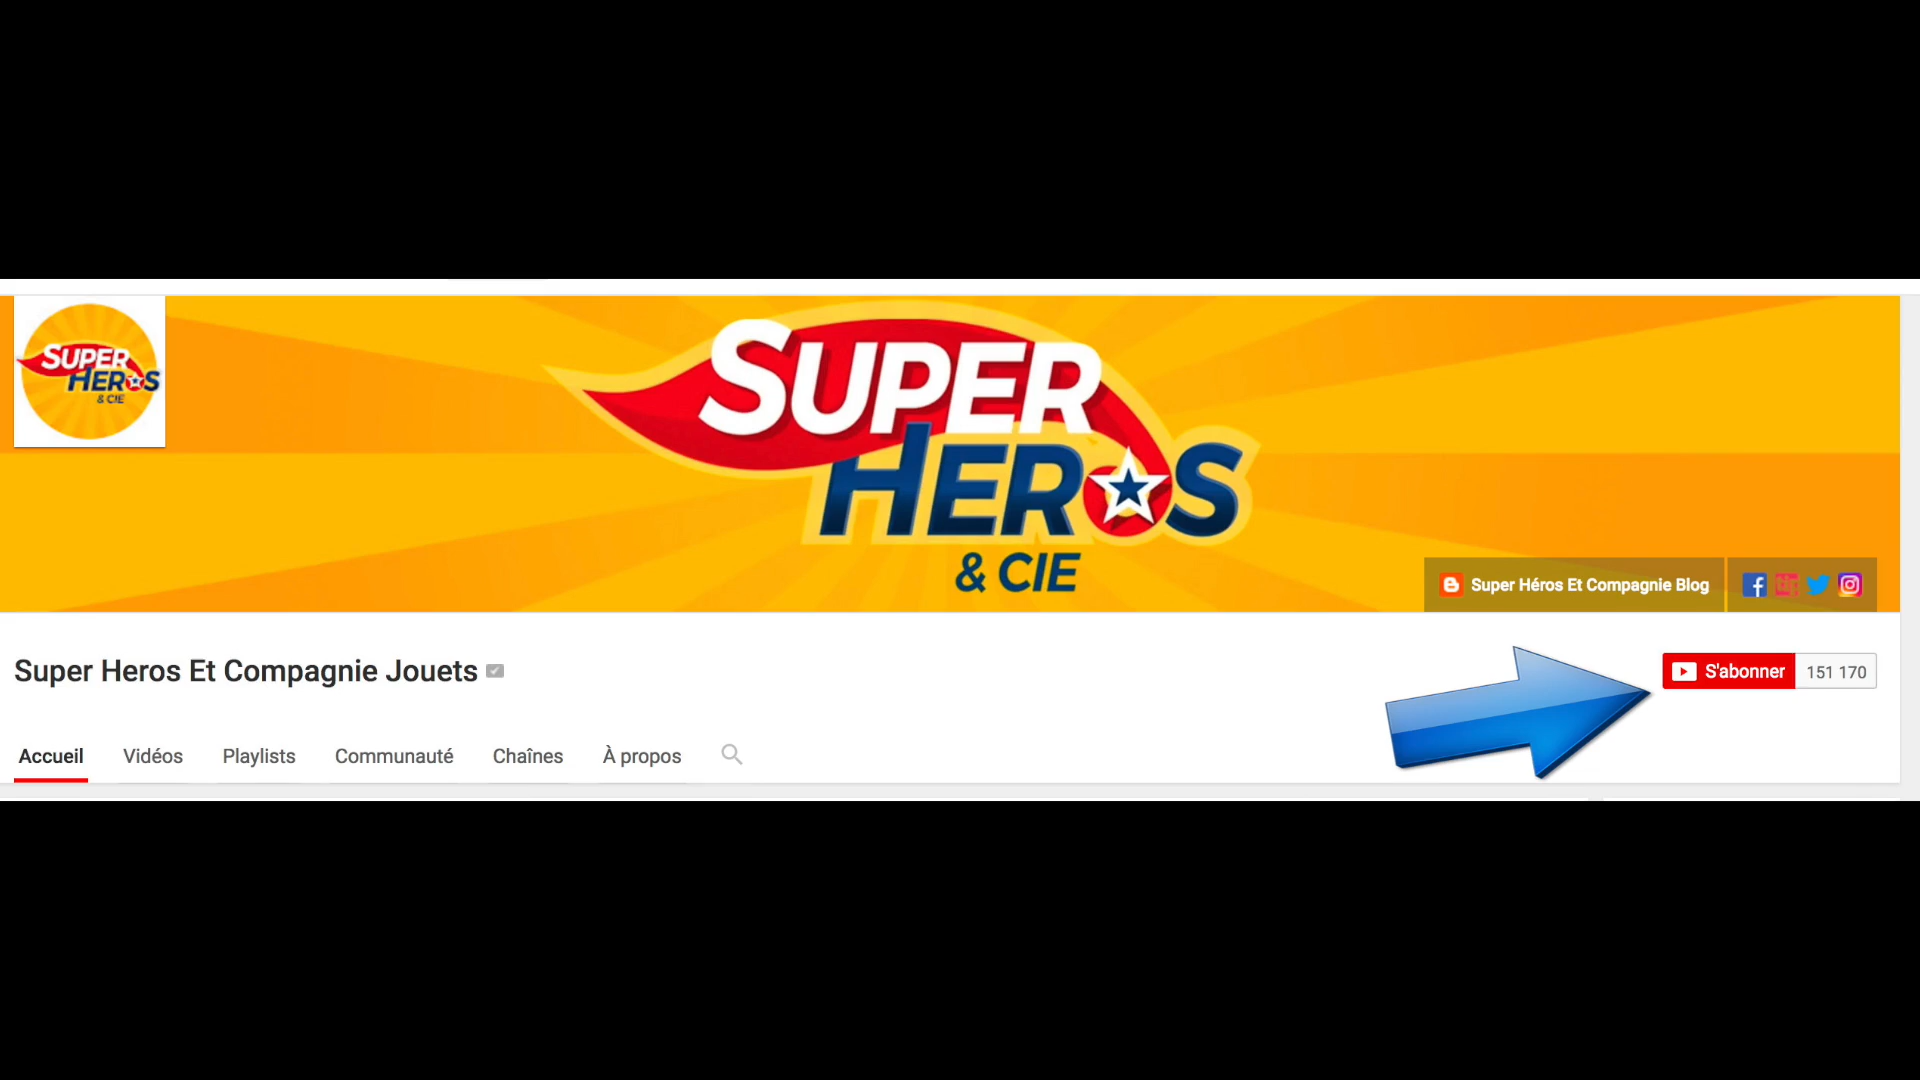 SUPER
HEROS
& CIE
SUPER
HEROS
& CIE
Super Héros Et Compagnie Blog
Super Heros Et Compagnie Jouets
S'abonner 151 170
Accueil Vidéos Playlists Communauté Chaînes À propos